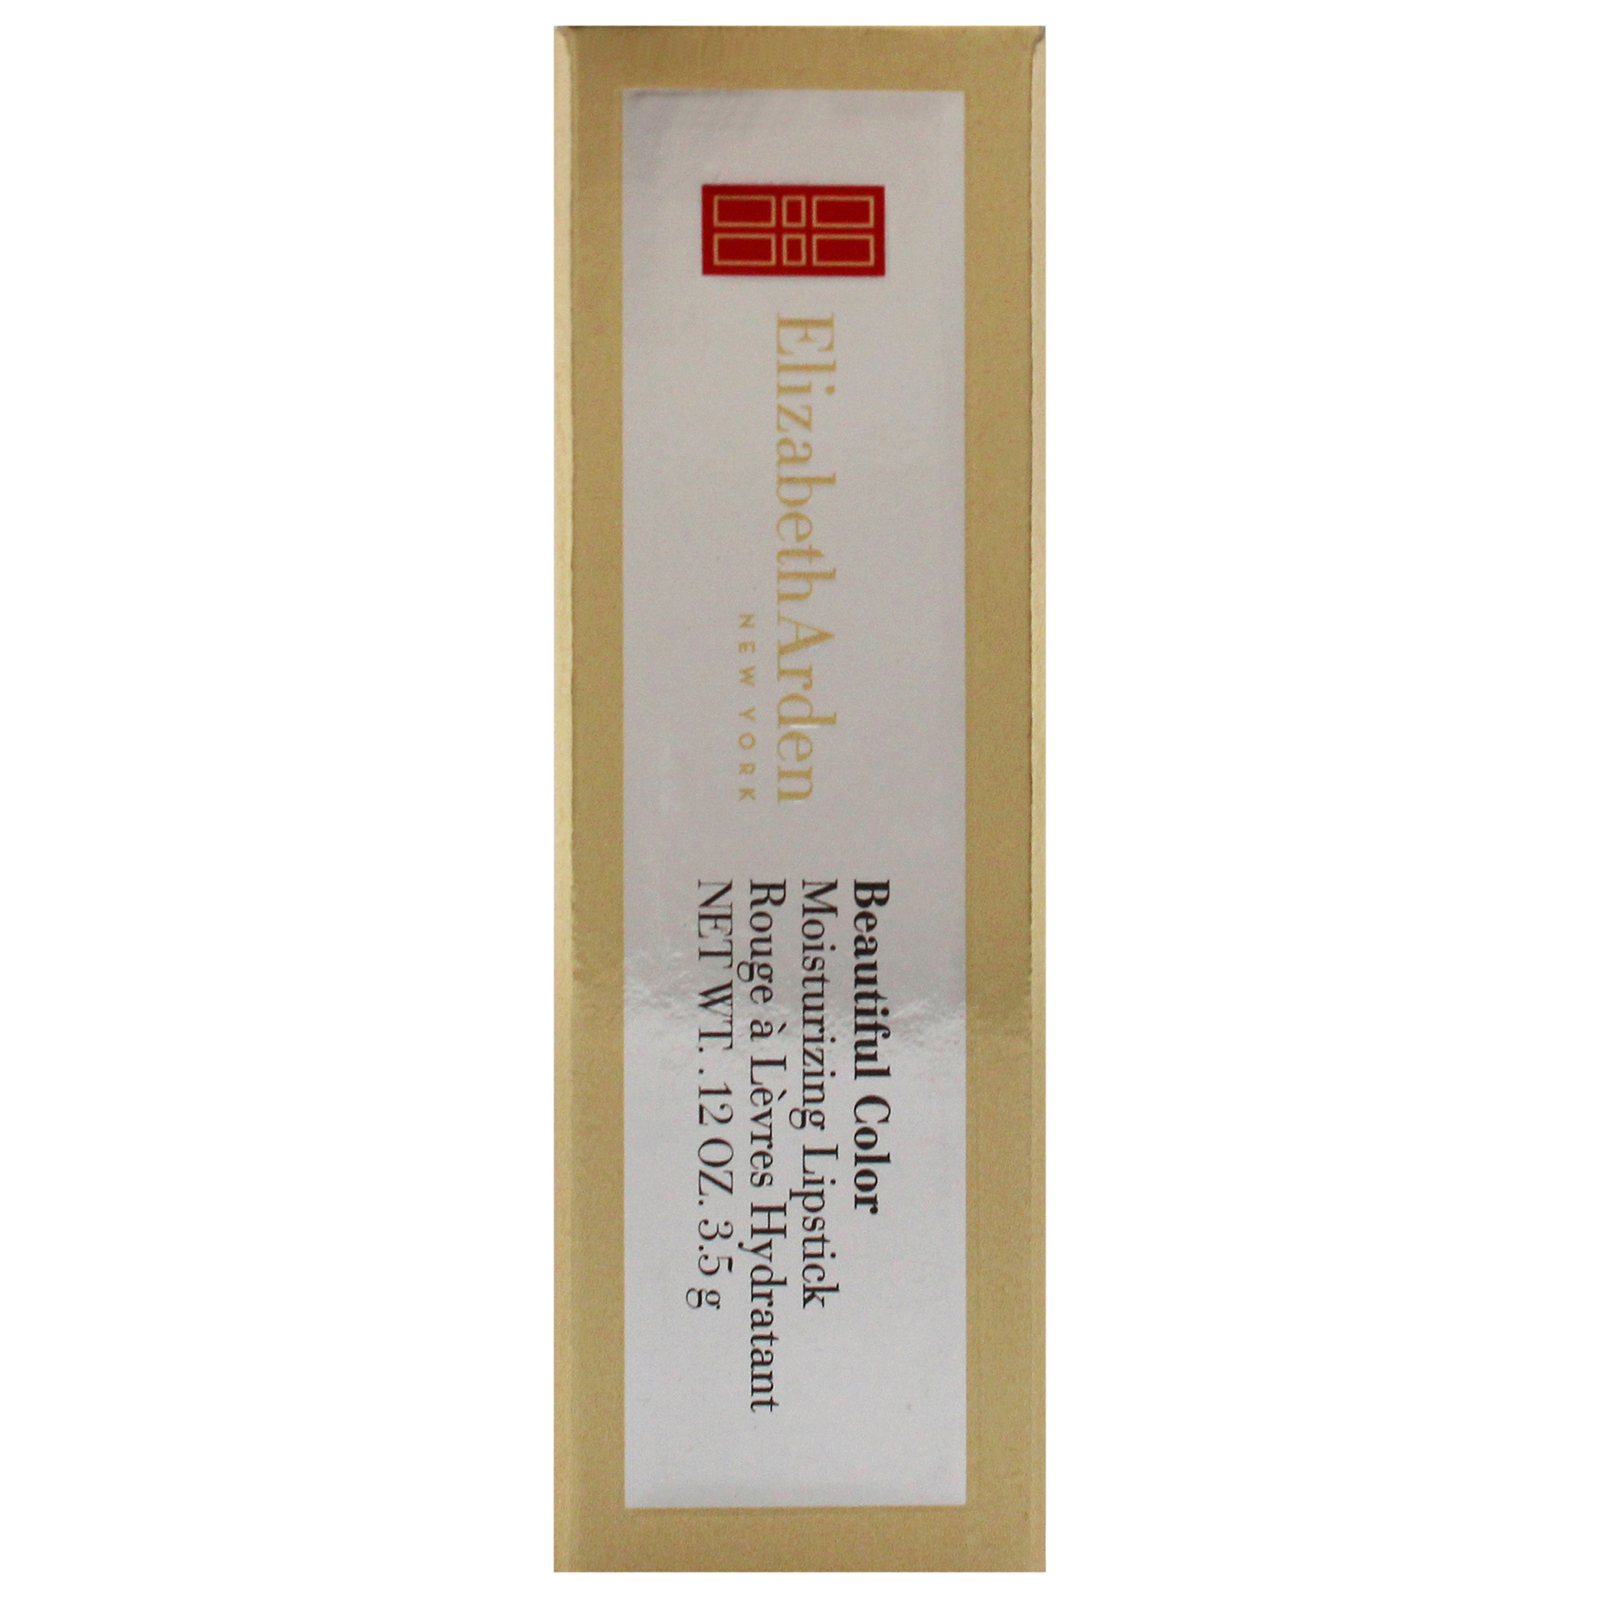 Elizabeth Arden
NEW YORK
Beautiful Color
Moisturizing Lipstick
Rouge à Lèvres Hydratant
NET WT. .12 OZ. 3.5 g